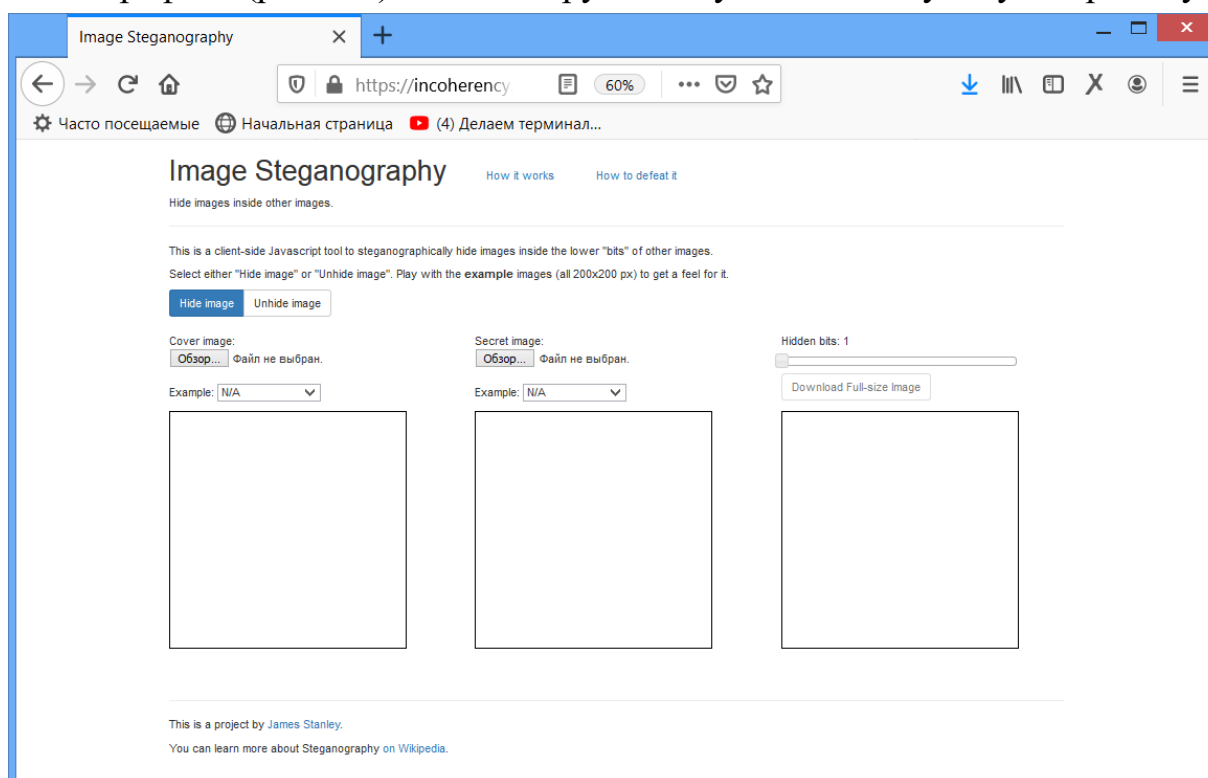 Image Steganography
https://incoherency 60%
Часто посещаемые Начальная страница (4) Делаем терминал...
Image Steganography How it works How to defeat it
Hide images inside other images.
This is a client-side Javascript tool to steganographically hide images inside the lower "bits" of other images.
Select either "Hide image" or "Unhide image". Play with the example images (all 200x200 px) to get a feel for it.
Hide image Unhide image
Cover image: Secret image: Hidden bits: 1
Обзор... Файл не выбран. Обзор... Файл не выбран.
Example: N/A Example: N/A Download Full-size Image
This is a project by James Stanley.
You can learn more about Steganography on Wikipedia.